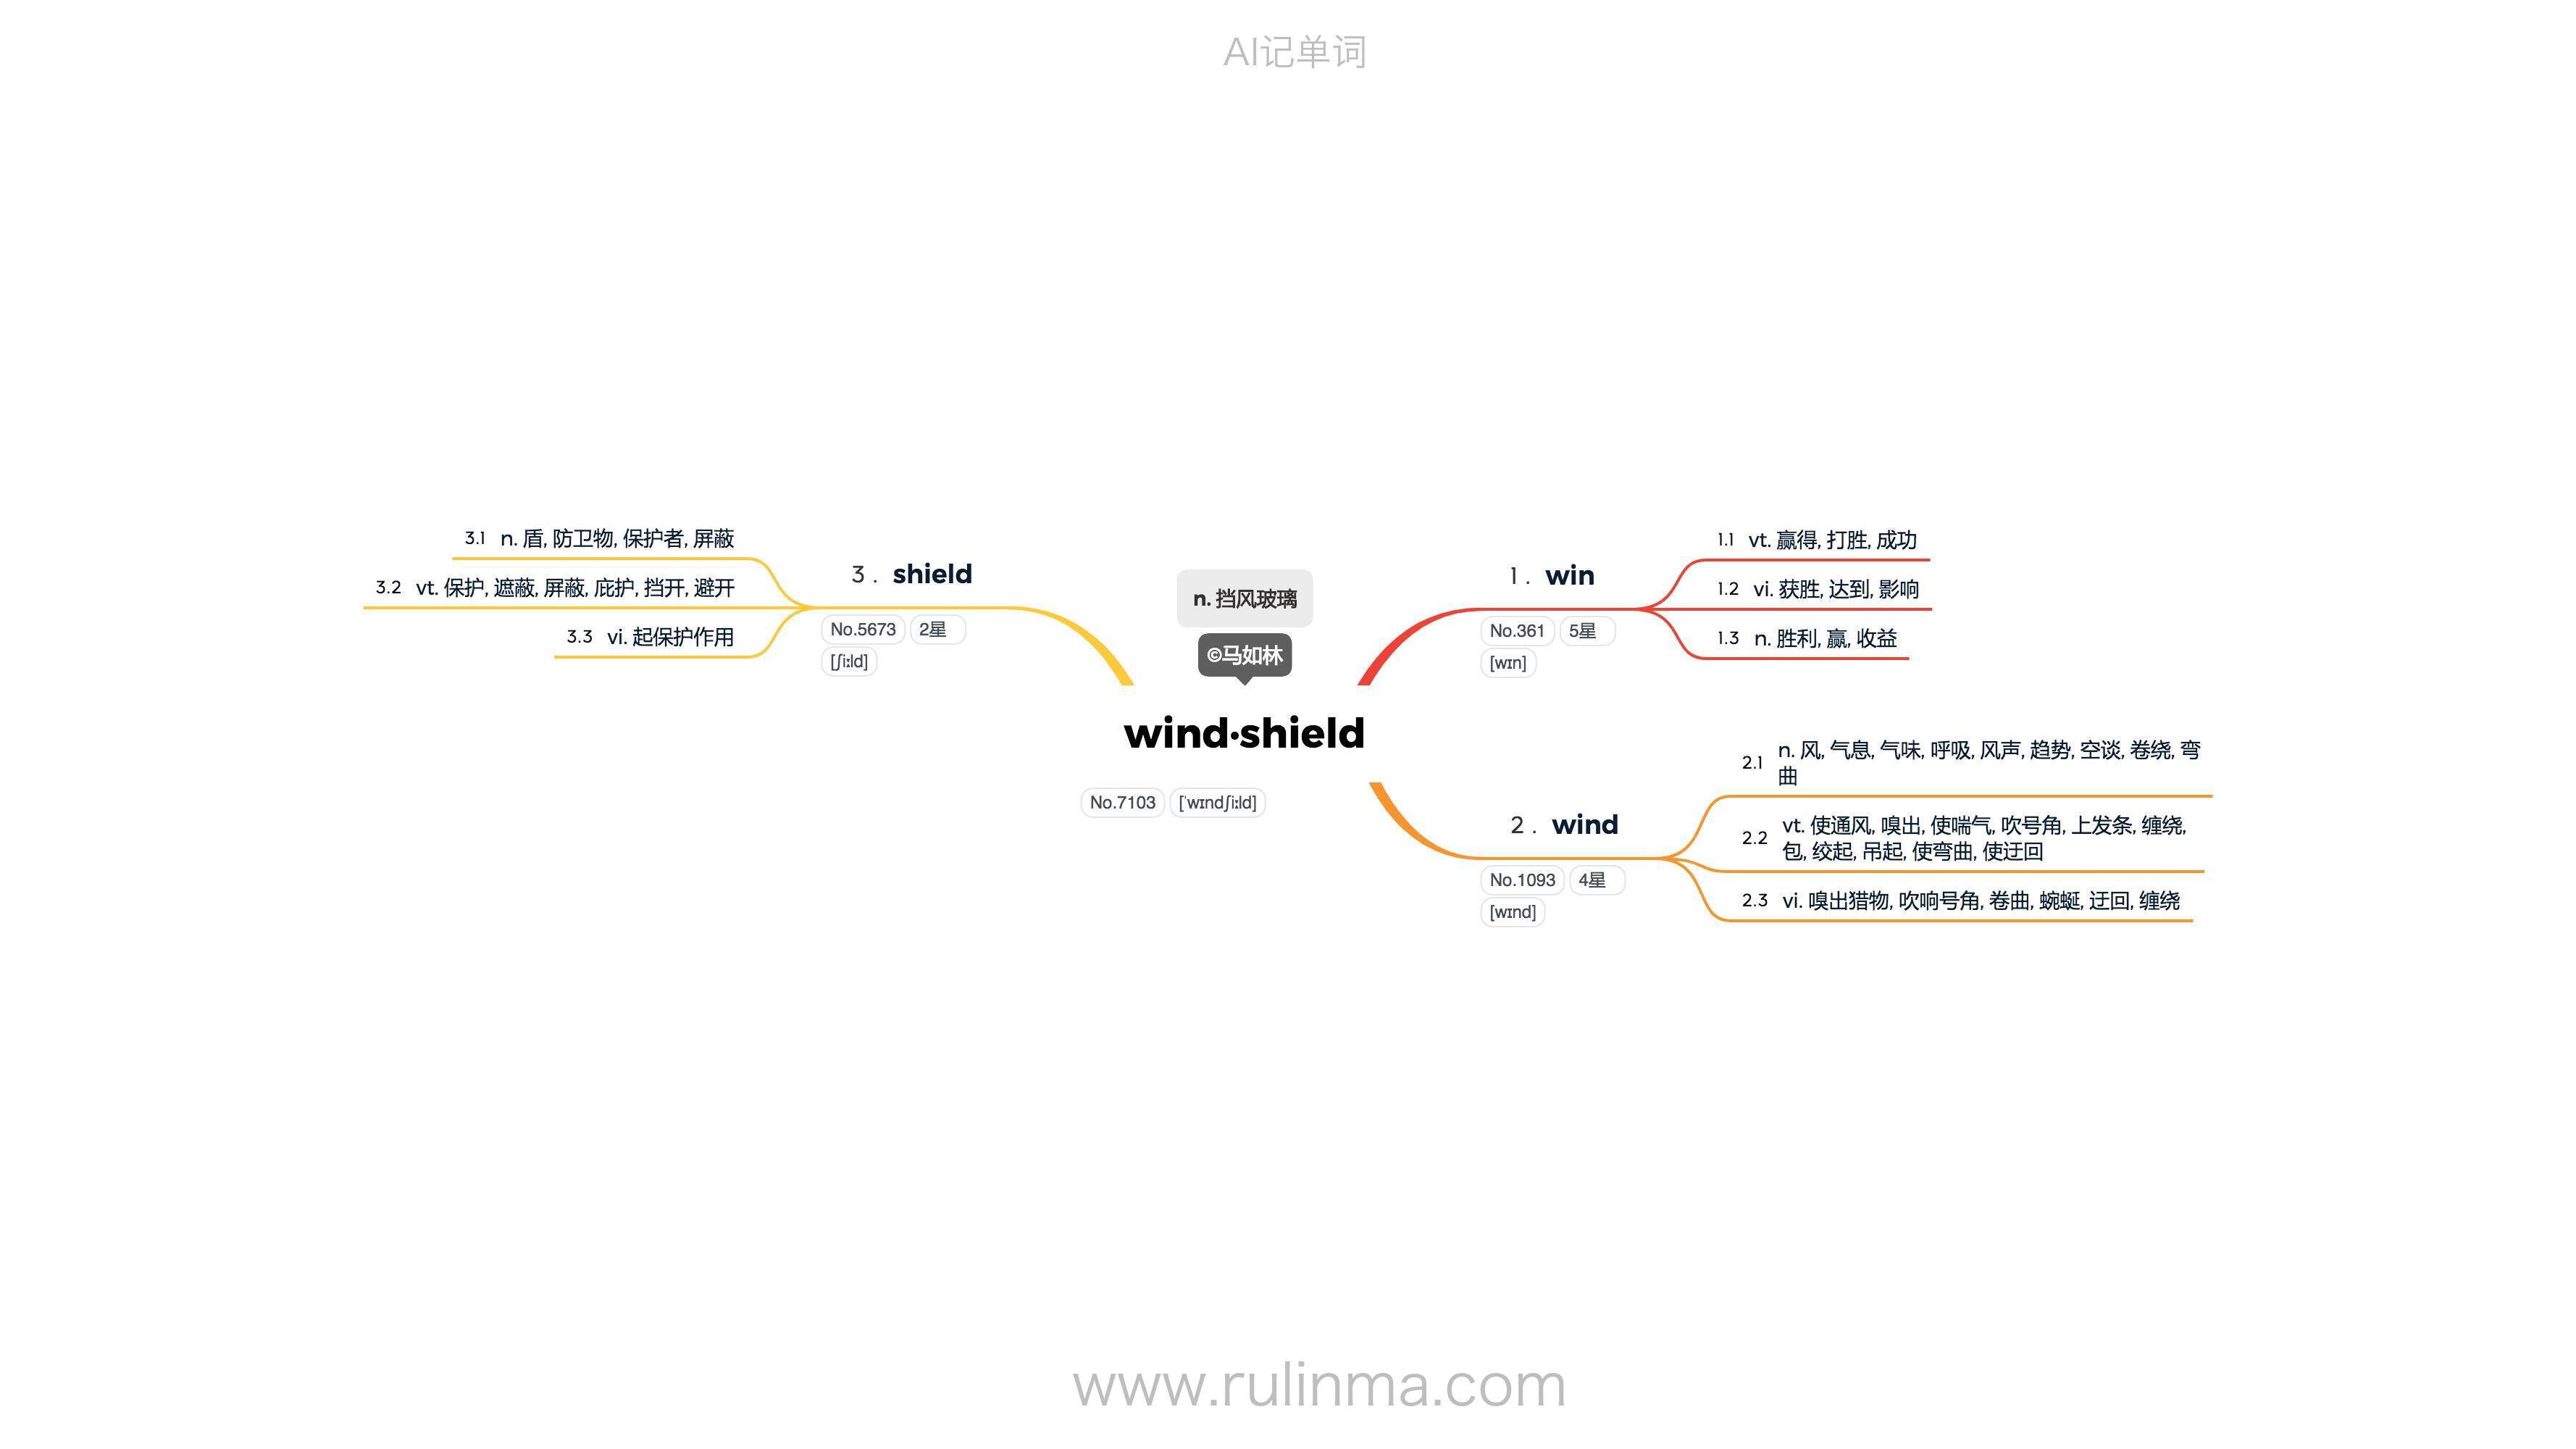 AI记单词
n. 挡风玻璃
©马如林
wind·shield
No.7103 [ˈwɪndʃiːld]
1 . win
No.361 5星
[wɪn]
1.1 vt. 赢得, 打胜, 成功
1.2 vi. 获胜, 达到, 影响
1.3 n. 胜利, 赢, 收益
2 . wind
No.1093 4星
[wɪnd]
2.1 n. 风, 气息, 气味, 呼吸, 风声, 趋势, 空谈, 卷绕, 弯
曲
2.2 vt. 使通风, 嗅出, 使喘气, 吹号角, 上发条, 缠绕,
包, 绞起, 吊起, 使弯曲, 使迂回
2.3 vi. 嗅出猎物, 吹响号角, 卷曲, 蜿蜒, 迂回, 缠绕
3 . shield
No.5673 2星
[ʃiːld]
3.1 n. 盾, 防卫物, 保护者, 屏蔽
3.2 vt. 保护, 遮蔽, 屏蔽, 庇护, 挡开, 避开
3.3 vi. 起保护作用
www.rulinma.com